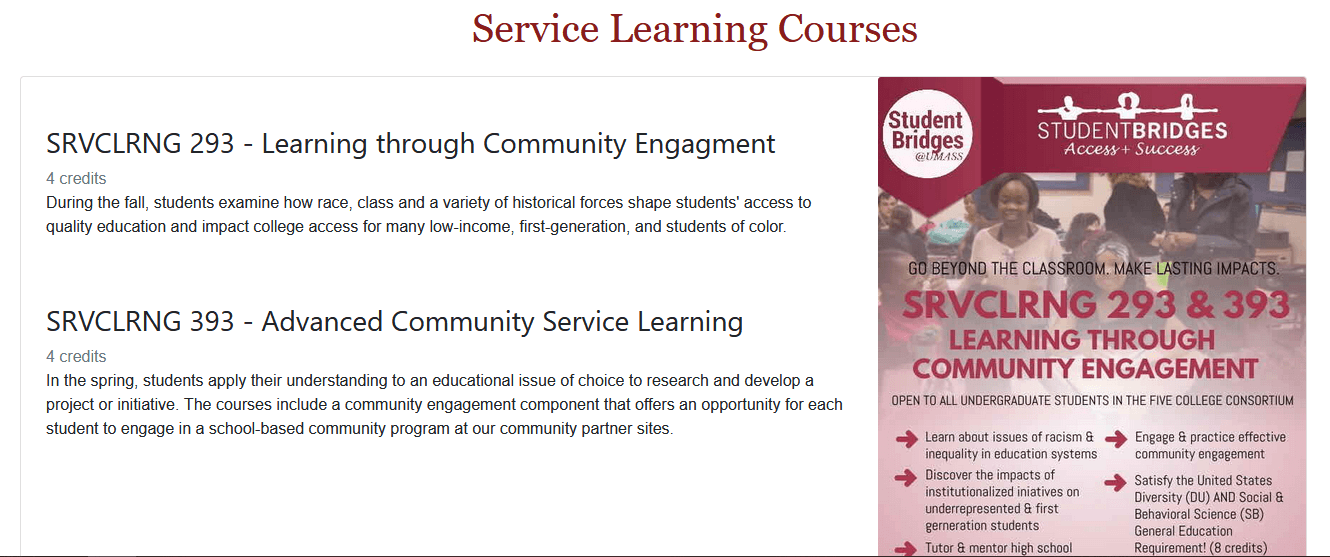 Service Learning Courses
SRVCLRNG 293 - Learning through Community Engagment
4 credits
During the fall, students examine how race, class and a variety of historical forces shape students' access to
quality education and impact college access for many low-income, first-generation, and students of color.
SRVCLRNG 393 - Advanced Community Service Learning
4 credits
In the spring, students apply their understanding to an educational issue of choice to research and develop a
project or initiative. The courses include a community engagement component that offers an opportunity for each
student to engage in a school-based community program at our community partner sites.
Student
Bridges
@UMASS
STUDENTBRIDGES
Access + Success
GO BEYOND THE CLASSROOM. MAKE LASTING IMPACTS.
SRVCLRNG 293 & 393
LEARNING THROUGH
COMMUNITY ENGAGEMENT
OPEN TO ALL UNDERGRADUATE STUDENTS IN THE FIVE COLLEGE CONSORTIUM
Learn about issues of racism &
inequality in education systems
Discover the impacts of
institutionalized iniatives on
underrepresented & first
gerneration students
Tutor & mentor high school
Engage & practice effective
community engagement
Satisfy the United States
Diversity (DU) AND Social &
Behavioral Science (SB)
General Education
Requirement! (8 credits)